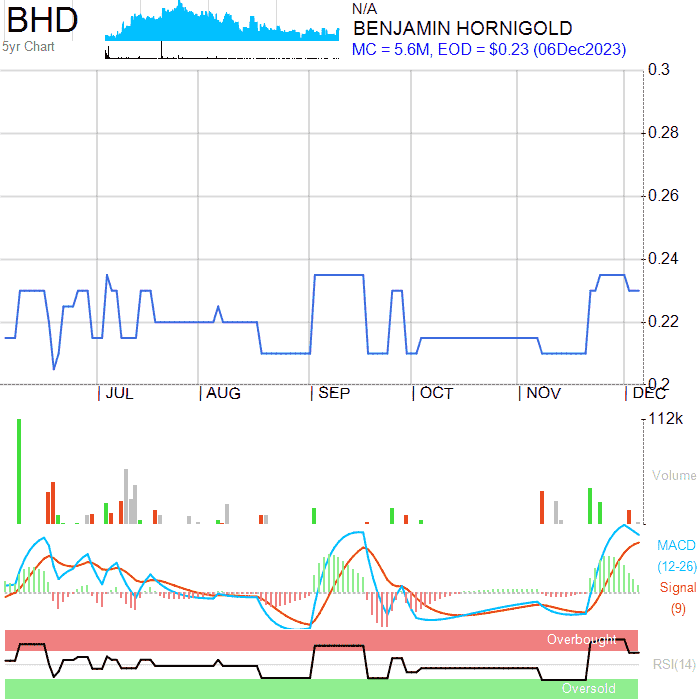 BHD
5yr Chart
N/A
BENJAMIN HORNIGOLD
MC = 5.6M, EOD = $0.23 (06Dec2023)
0.3
0.28
0.26
0.24
0.22
0.2
JUL AUG SEP OCT NOV DEC
112k
Volume
MACD
(12-26)
Signal
(9)
Overbought
RSI(14)
Oversold